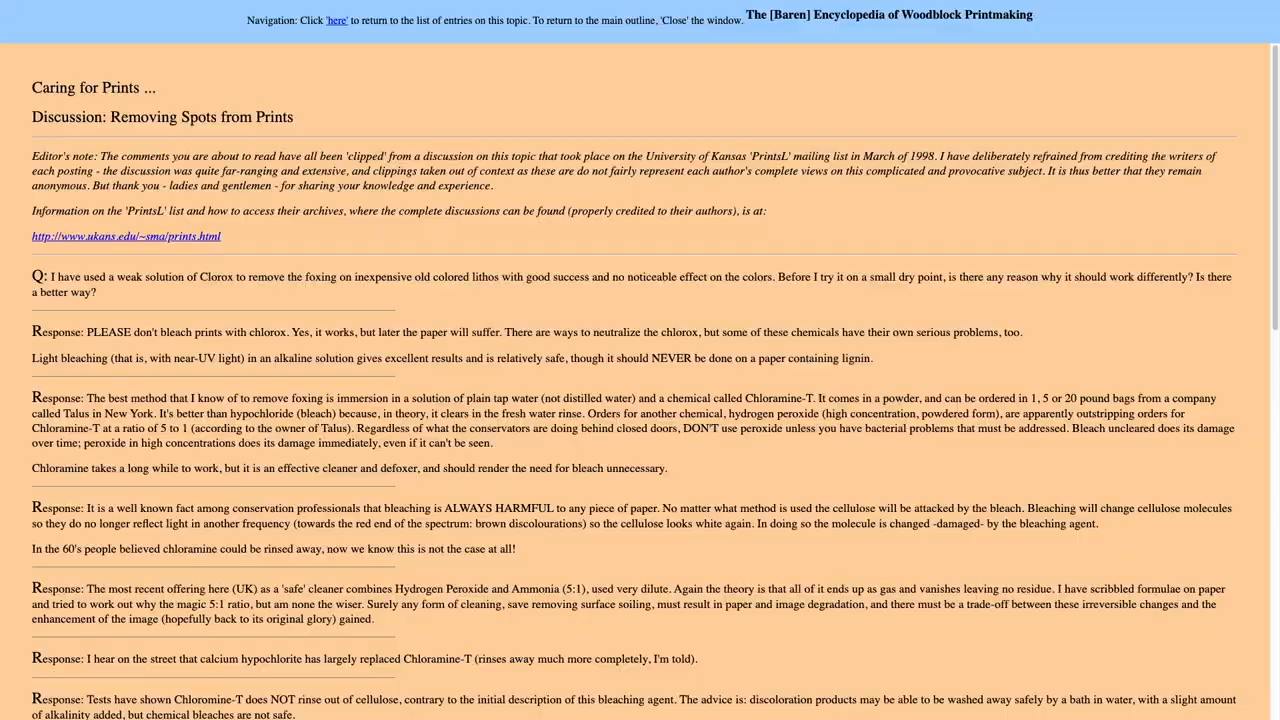 Navigation: Click 'here' to return to the list of entries on this topic. To return to the main outline, 'Close' the window. The [Baren] Encyclopedia of Woodblock Printmaking
Caring for Prints ...
Discussion: Removing Spots from Prints
Editor's note: The comments you are about to read have all been 'clipped' from a discussion on this topic that took place on the University of Kansas 'PrintsL' mailing list in March of 1998. I have deliberately refrained from crediting the writers of
each posting - the discussion was quite far-ranging and extensive, and clippings taken out of context as these are do not fairly represent each author's complete views on this complicated and provocative subject. It is thus better that they remain
anonymous. But thank you - ladies and gentlemen - for sharing your knowledge and experience.
Information on the 'PrintsL' list and how to access their archives, where the complete discussions can be found (properly credited to their authors), is at:
http://www.ukans.edu/~sma/prints.html
Q: I have used a weak solution of Clorox to remove the foxing on inexpensive old colored lithos with good success and no noticeable effect on the colors. Before I try it on a small dry point, is there any reason why it should work differently? Is there
a better way?
Response: PLEASE don't bleach prints with chlorox. Yes, it works, but later the paper will suffer. There are ways to neutralize the chlorox, but some of these chemicals have their own serious problems, too.
Light bleaching (that is, with near-UV light) in an alkaline solution gives excellent results and is relatively safe, though it should NEVER be done on a paper containing lignin.
Response: The best method that I know of to remove foxing is immersion in a solution of plain tap water (not distilled water) and a chemical called Chloramine-T. It comes in a powder, and can be ordered in 1, 5 or 20 pound bags from a company
called Talus in New York. It's better than hypochloride (bleach) because, in theory, it clears in the fresh water rinse. Orders for another chemical, hydrogen peroxide (high concentration, powdered form), are apparently outstripping orders for
Chloramine-T at a ratio of 5 to 1 (according to the owner of Talus). Regardless of what the conservators are doing behind closed doors, DON'T use peroxide unless you have bacterial problems that must be addressed. Bleach uncleared does its damage
over time; peroxide in high concentrations does its damage immediately, even if it can't be seen.
Chloramine takes a long while to work, but it is an effective cleaner and defoxer, and should render the need for bleach unnecessary.
Response: It is a well known fact among conservation professionals that bleaching is ALWAYS HARMFUL to any piece of paper. No matter what method is used the cellulose will be attacked by the bleach. Bleaching will change cellulose molecules
so they do no longer reflect light in another frequency (towards the red end of the spectrum: brown discolourations) so the cellulose looks white again. In doing so the molecule is changed -damaged- by the bleaching agent.
In the 60's people believed chloramine could be rinsed away, now we know this is not the case at all!
Response: The most recent offering here (UK) as a 'safe' cleaner combines Hydrogen Peroxide and Ammonia (5:1), used very dilute. Again the theory is that all of it ends up as gas and vanishes leaving no residue. I have scribbled formulae on paper
and tried to work out why the magic 5:1 ratio, but am none the wiser. Surely any form of cleaning, save removing surface soiling, must result in paper and image degradation, and there must be a trade-off between these irreversible changes and the
enhancement of the image (hopefully back to its original glory) gained.
Response: I hear on the street that calcium hypochlorite has largely replaced Chloramine-T (rinses away much more completely, I'm told).
Response: Tests have shown Chloromine-T does NOT rinse out of cellulose, contrary to the initial description of this bleaching agent. The advice is: discoloration products may be able to be washed away safely by a bath in water, with a slight amount
of alkalinity added, but chemical bleaches are not safe.